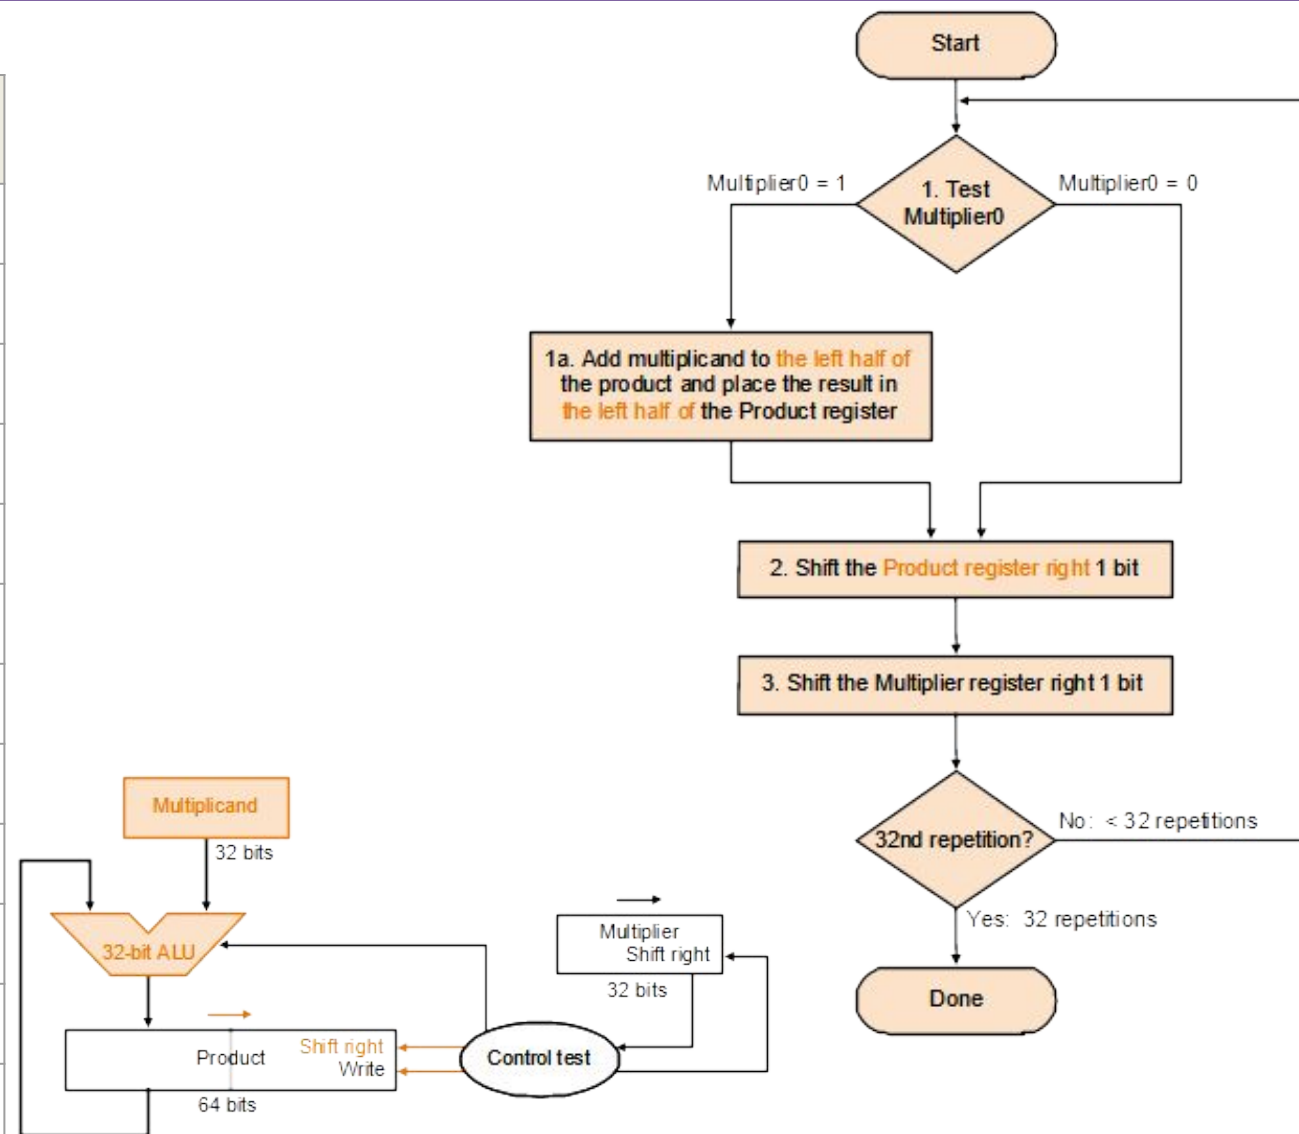 Start
Multiplier0 = 1
1. Test
Multiplier0
Multiplier0 = 0
1a. Add multiplicand to the left half of
the product and place the result in
the left half of the Product register
2. Shift the Product register right 1 bit
3. Shift the Multiplier register right 1 bit
32nd repetition?
No: < 32 repetitions
Yes: 32 repetitions
Done
Multiplicand
32 bits
32-bit ALU
Multiplier
Shift right
32 bits
Product
Shift right
Write
64 bits
Control test